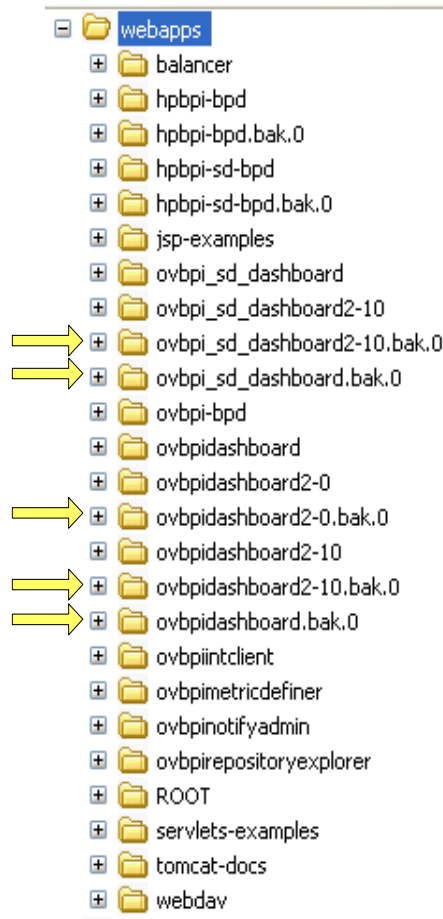 webapps
balancer
hpbpi-bpd
hpbpi-bpd.bak.0
hpbpi-sd-bpd
hpbpi-sd-bpd.bak.0
jsp-examples
ovbpi_sd_dashboard
ovbpi_sd_dashboard2-10
ovbpi_sd_dashboard2-10.bak.0
ovbpi_sd_dashboard.bak.0
ovbpi-bpd
ovbpidashboard
ovbpidashboard2-0
ovbpidashboard2-0.bak.0
ovbpidashboard2-10
ovbpidashboard2-10.bak.0
ovbpidashboard.bak.0
ovbpiintclient
ovbpimetricdefiner
ovbpinotifyadmin
ovbpirepositoryexplorer
ROOT
servlets-examples
tomcat-docs
webdav